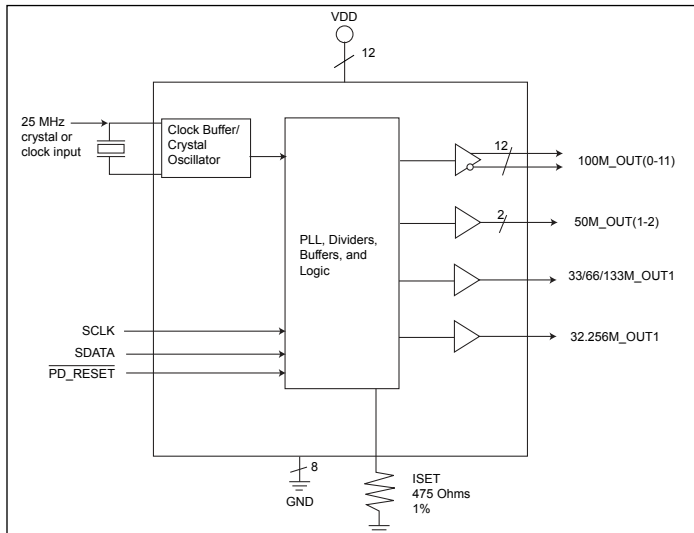 VDD
12
25 MHz
crystal or
clock input
Clock Buffer/
Crystal
Oscillator
12
100M_OUT(0-11)
2
50M_OUT(1-2)
PLL, Dividers,
Buffers, and
Logic
33/66/133M_OUT1
SCLK
32.256M_OUT1
SDATA
PD_RESET
8
GND
ISET
475 Ohms
1%